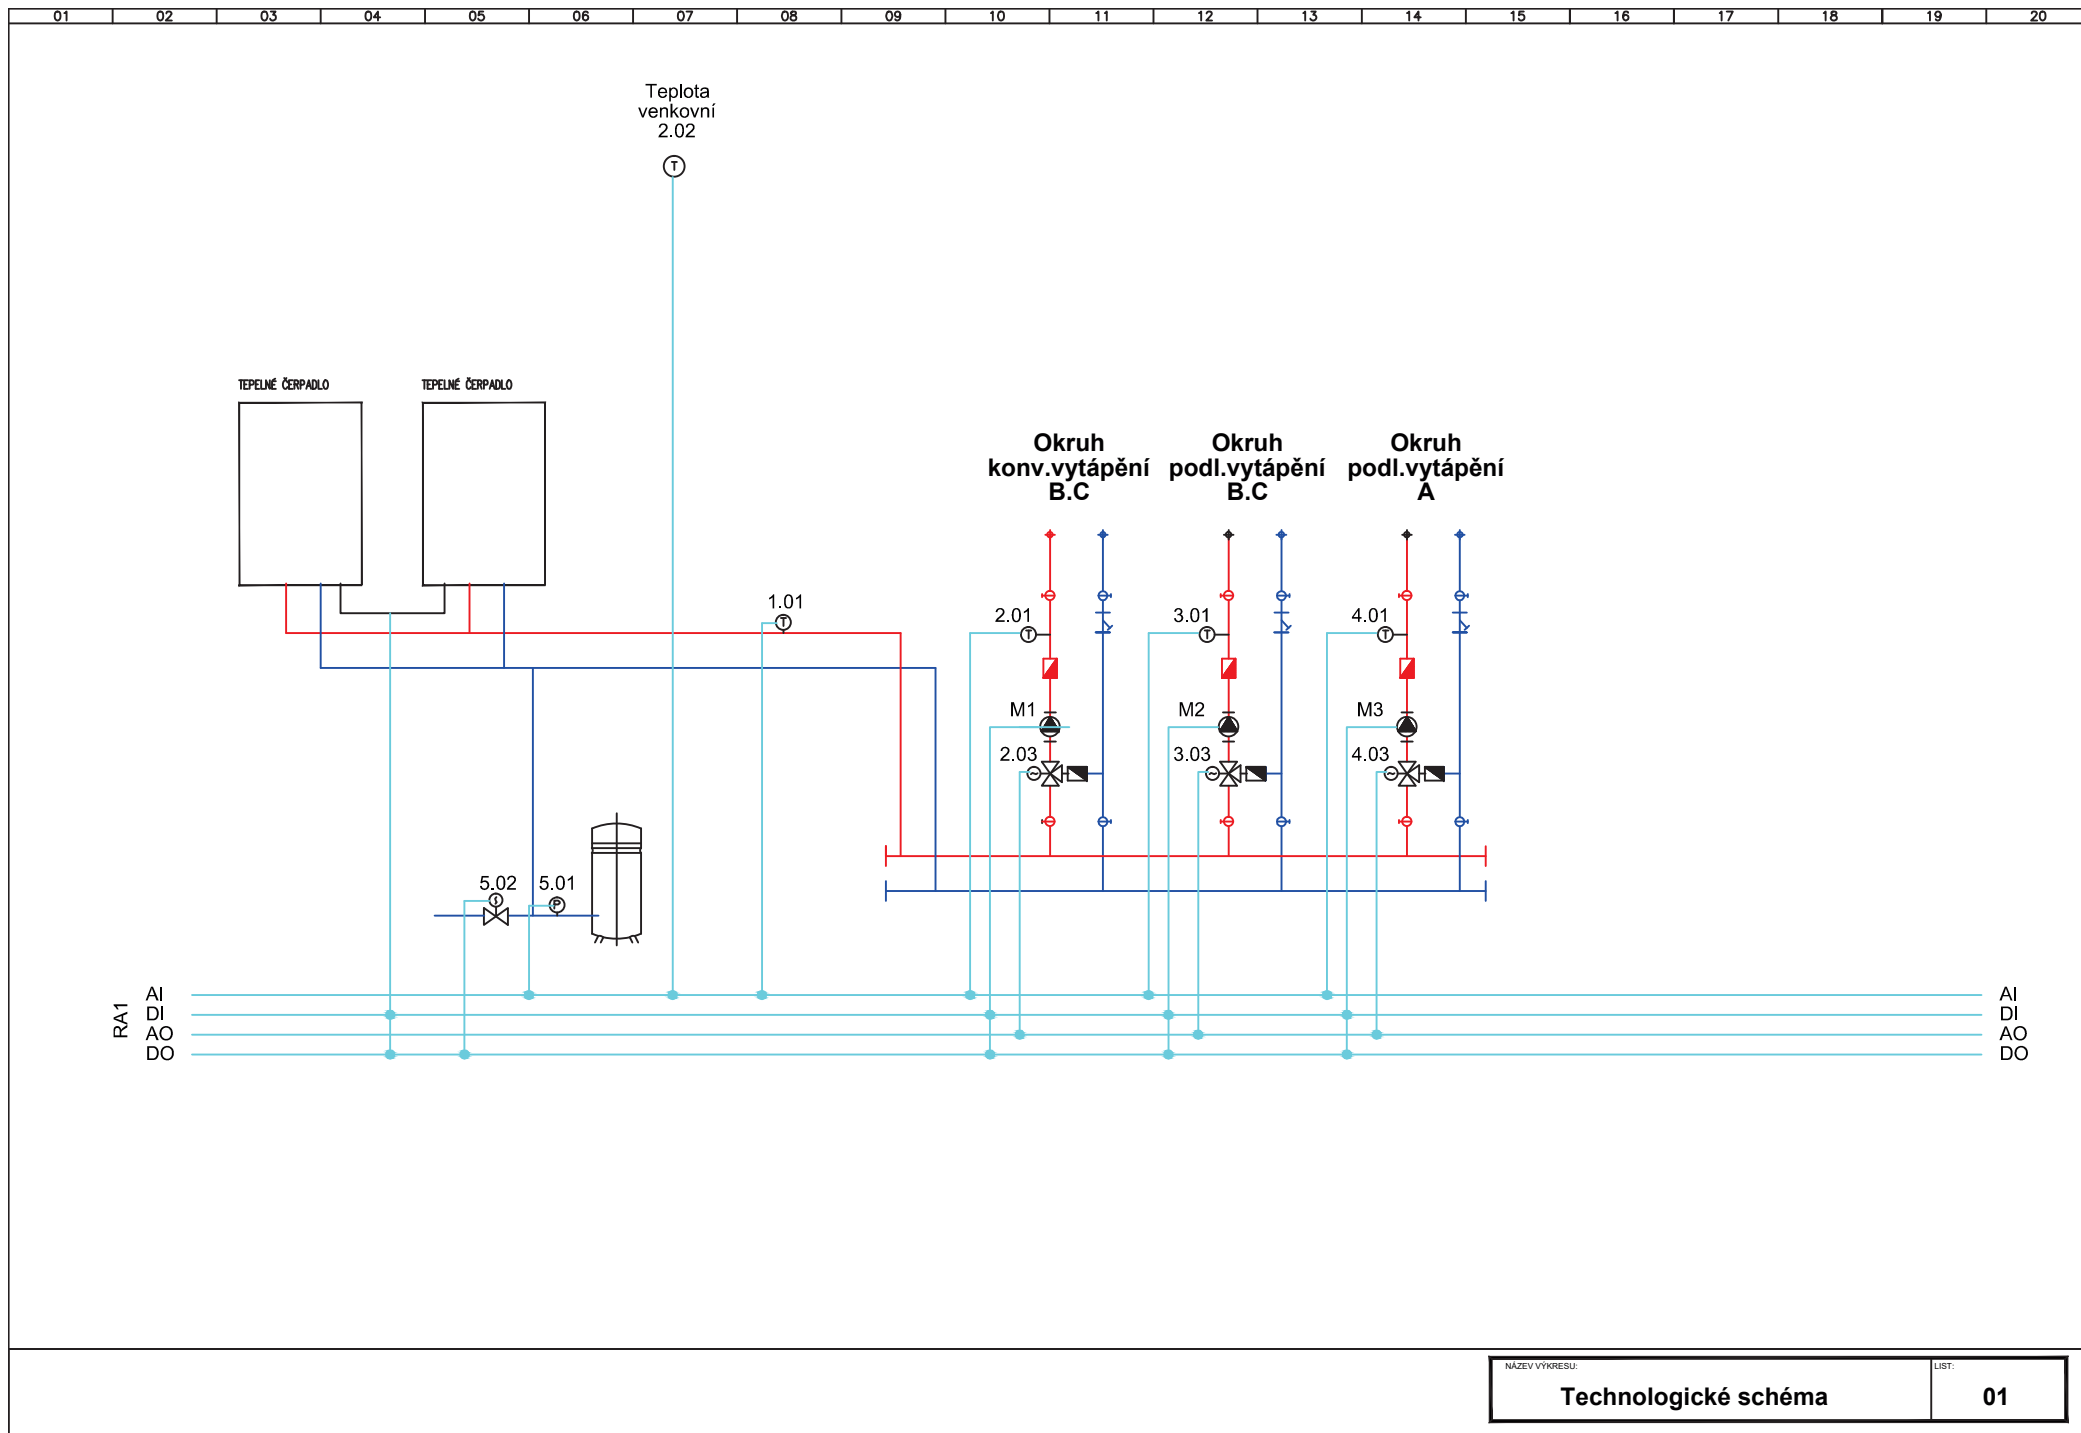 01 02 03 04 05 06 07 08 09 10 11 12 13 14 15 16 17 18 19 20
Teplota
venkovní
2.02
T
TEPELNÉ ČERPADLO TEPELNÉ ČERPADLO
Okruh
konv.vytápění
B.C
Okruh
podl.vytápění
B.C
Okruh
podl.vytápění
A
1.01
T
2.01
T
3.01
T
4.01
T
M1
M2
M3
2.03
3.03
4.03
5.02
5.01
P
RA1
AI AI
DI DI
AO AO
DO DO
NÁZEV VÝKRESU:
Technologické schéma
LIST:
01